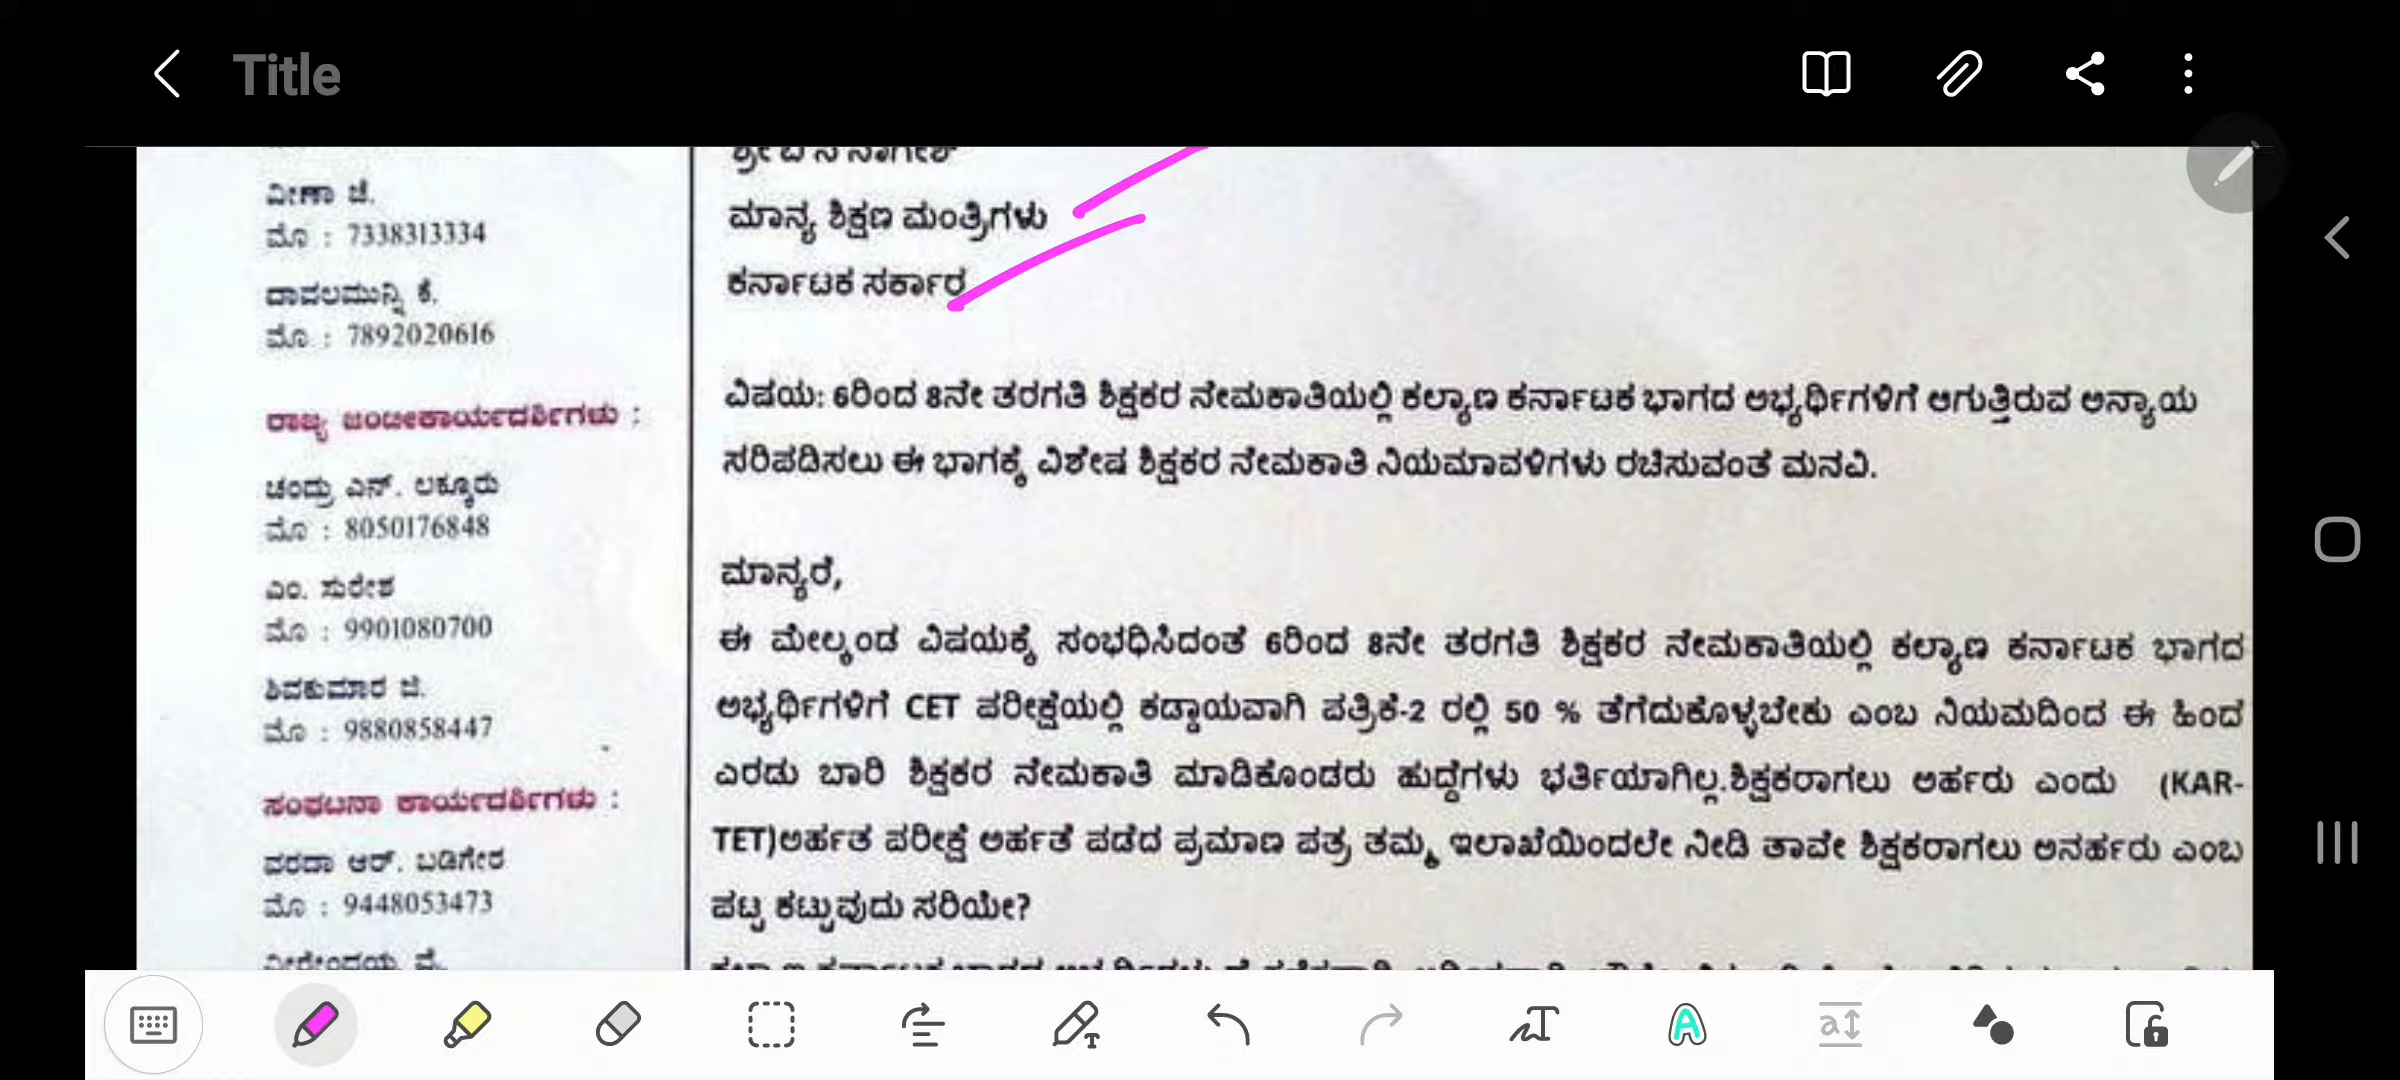 Title
ಶ್ರೀ ಬಿ ಸಿ ನಾಗೇಶ್
ಮಾನ್ಯ ಶಿಕ್ಷಣ ಮಂತ್ರಿಗಳು
ಕರ್ನಾಟಕ ಸರ್ಕಾರ
ವಿಷಯ: 6ರಿಂದ 8ನೇ ತರಗತಿ ಶಿಕ್ಷಕರ ನೇಮಕಾತಿಯಲ್ಲಿ ಕಲ್ಯಾಣ ಕರ್ನಾಟಕ ಭಾಗದ ಅಭ್ಯರ್ಥಿಗಳಿಗೆ ಆಗುತ್ತಿರುವ ಅನ್ಯಾಯ
ಸರಿಪಡಿಸಲು ಈ ಭಾಗಕ್ಕೆ ವಿಶೇಷ ಶಿಕ್ಷಕರ ನೇಮಕಾತಿ ನಿಯಮಾವಳಿಗಳು ರಚಿಸುವಂತೆ ಮನವಿ.
ಮಾನ್ಯರೆ,
ಈ ಮೇಲ್ಕಂಡ ವಿಷಯಕ್ಕೆ ಸಂಭಧಿಸಿದಂತೆ 6ರಿಂದ 8ನೇ ತರಗತಿ ಶಿಕ್ಷಕರ ನೇಮಕಾತಿಯಲ್ಲಿ ಕಲ್ಯಾಣ ಕರ್ನಾಟಕ ಭಾಗದ
ಅಭ್ಯರ್ಥಿಗಳಿಗೆ CET ಪರೀಕ್ಷೆಯಲ್ಲಿ ಕಡ್ಡಾಯವಾಗಿ ಪತ್ರಿಕೆ-2 ರಲ್ಲಿ 50 % ತೆಗೆದುಕೊಳ್ಳಬೇಕು ಎಂಬ ನಿಯಮದಿಂದ ಈ ಹಿಂದೆ
ಎರಡು ಬಾರಿ ಶಿಕ್ಷಕರ ನೇಮಕಾತಿ ಮಾಡಿಕೊಂಡರು ಹುದ್ದೆಗಳು ಭರ್ತಿಯಾಗಿಲ್ಲ.ಶಿಕ್ಷಕರಾಗಲು ಅರ್ಹರು ಎಂದು (KAR-
TET)ಅರ್ಹತ ಪರೀಕ್ಷೆ ಅರ್ಹತೆ ಪಡೆದ ಪ್ರಮಾಣ ಪತ್ರ ತಮ್ಮ ಇಲಾಖೆಯಿಂದಲೇ ನೀಡಿ ತಾವೇ ಶಿಕ್ಷಕರಾಗಲು ಅನರ್ಹರು ಎಂಬ
ಪಟ್ಟ ಕಟ್ಟುವುದು ಸರಿಯೇ?
ವೀಣಾ ಜೆ.
ಮೊ : 7338313334
ದಾವಲಮುನ್ನಿ ಕೆ.
ಮೊ : 7892020616
ರಾಜ್ಯ ಜಂಟೀಕಾರ್ಯದರ್ಶಿಗಳು :
ಚಂದ್ರು ಎನ್. ಲಕ್ಕೂರು
ಮೊ : 8050176848
ಎಂ. ಸುರೇಶ
ಮೊ : 9901080700
ಶಿವಕುಮಾರ ಜಿ.
ಮೊ : 9880858447
ಸಂಘಟನಾ ಕಾರ್ಯದರ್ಶಿಗಳು :
ವರದಾ ಆರ್. ಬಡಿಗೇರ
ಮೊ : 9448053473